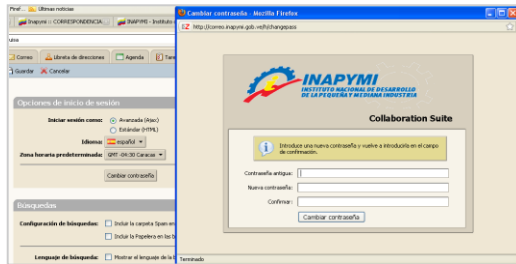 Últimas noticias
Inapymi :: CORRESPONDENCIA...
INAPYMI - Instituto
Correo
Libreta de direcciones
Agenda
Guardar
Cancelar
Opciones de inicio de sesión
Iniciar sesión como:
Avanzada (Ajax)
Estándar (HTML)
Idioma:
español
Zona horaria predeterminada:
GMT -04:30 Caracas
Cambiar contraseña
Búsquedas
Configuración de búsquedas:
Incluir la carpeta Spam en
Incluir la Papelera en las b
Lenguaje de búsqueda:
Mostrar el lenguaje de la b
Cambiar contraseña - Mozilla Firefox
http://correo.inapymi.gob.ve/h/changepass
INAPYMI
INSTITUTO NACIONAL DE DESARROLLO
DE LA PEQUEÑA Y MEDIANA INDUSTRIA
Collaboration Suite
Introduce una nueva contraseña y vuelve a introducirla en el campo
de confirmación.
Contraseña antigua:
Nueva contraseña:
Confirmar:
Cambiar contraseña
Terminado